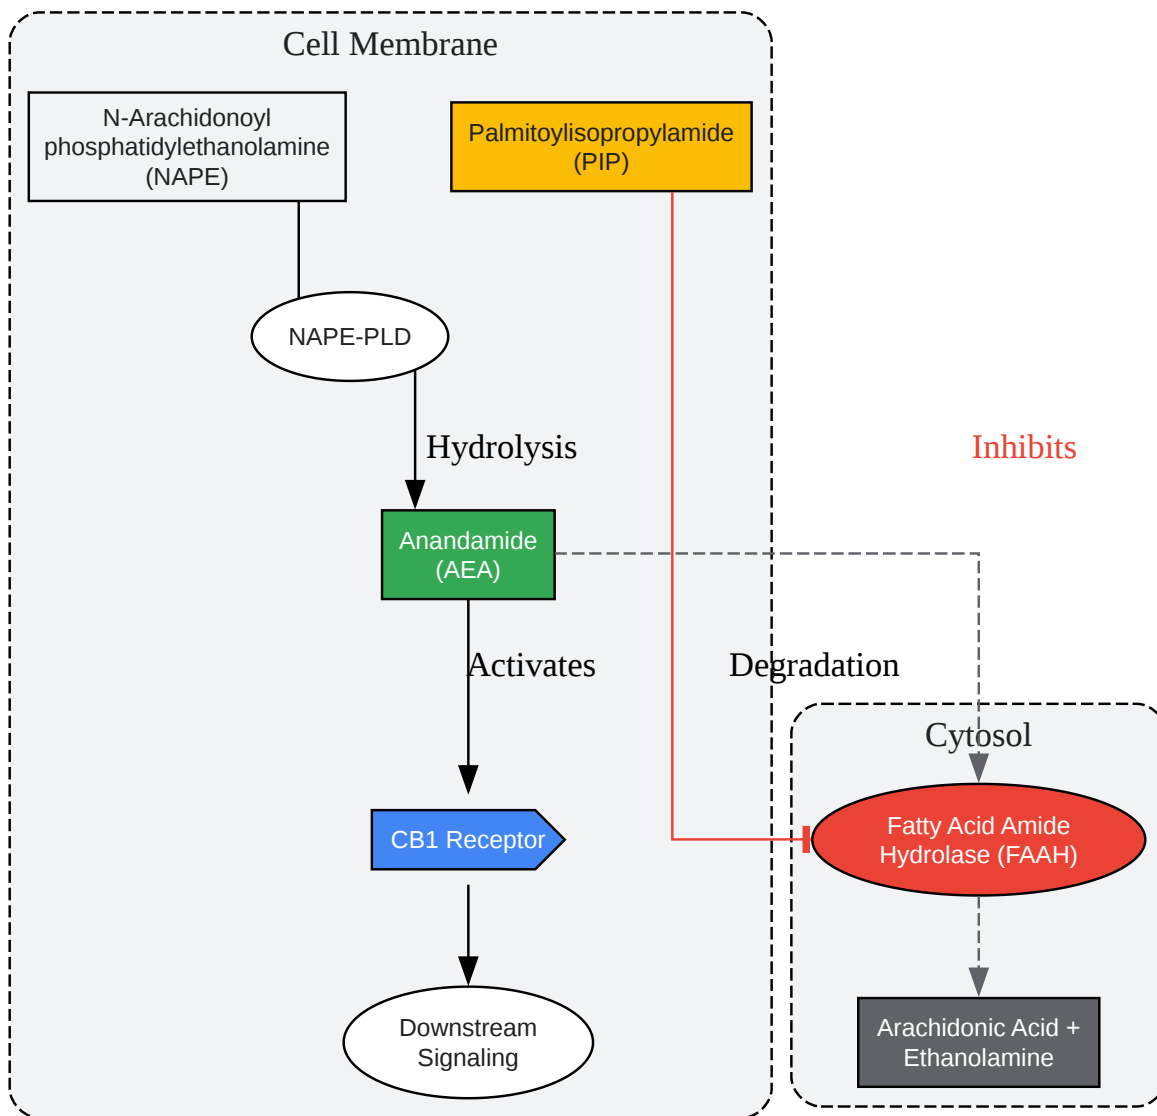 Cell Membrane
N-Arachidonoyl
phosphatidylethanolamine
(NAPE)
Palmitoylisopropylamide
(PIP)
NAPE-PLD
Hydrolysis
Inhibits
Anandamide
(AEA)
Activates
Degradation
Cytosol
CB1 Receptor
Fatty Acid Amide
Hydrolase (FAAH)
Downstream
Signaling
Arachidonic Acid +
Ethanolamine